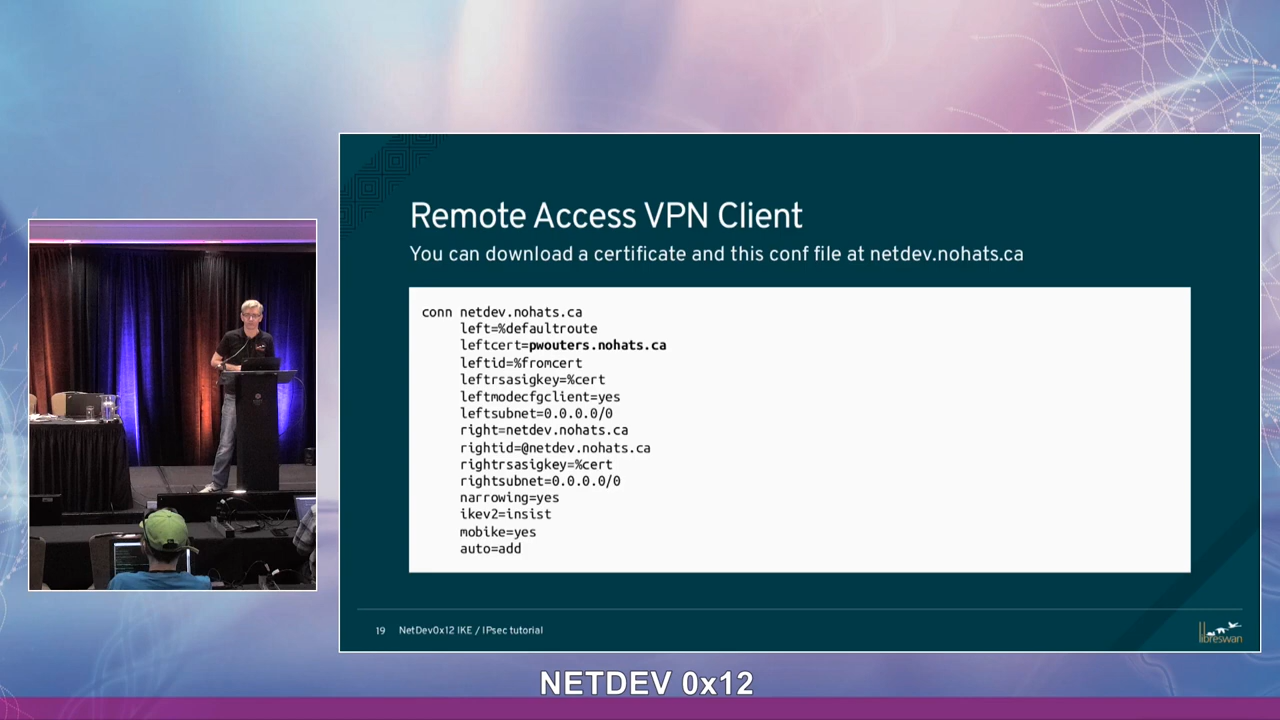 Remote Access VPN Client
You can download a certificate and this conf file at netdev.nohats.ca
conn netdev.nohats.ca
left=%defaultroute
leftcert=pwouters.nohats.ca
leftid=%fromcert
leftrsasigkey=%cert
leftmodecfgclient=yes
leftsubnet=0.0.0.0/0
right=netdev.nohats.ca
rightid=@netdev.nohats.ca
rightrsasigkey=%cert
rightsubnet=0.0.0.0/0
narrowing=yes
ikev2=insist
mobike=yes
auto=add
19 NetDev0x12 IKE / IPsec tutorial
libreswan
NETDEV 0x12